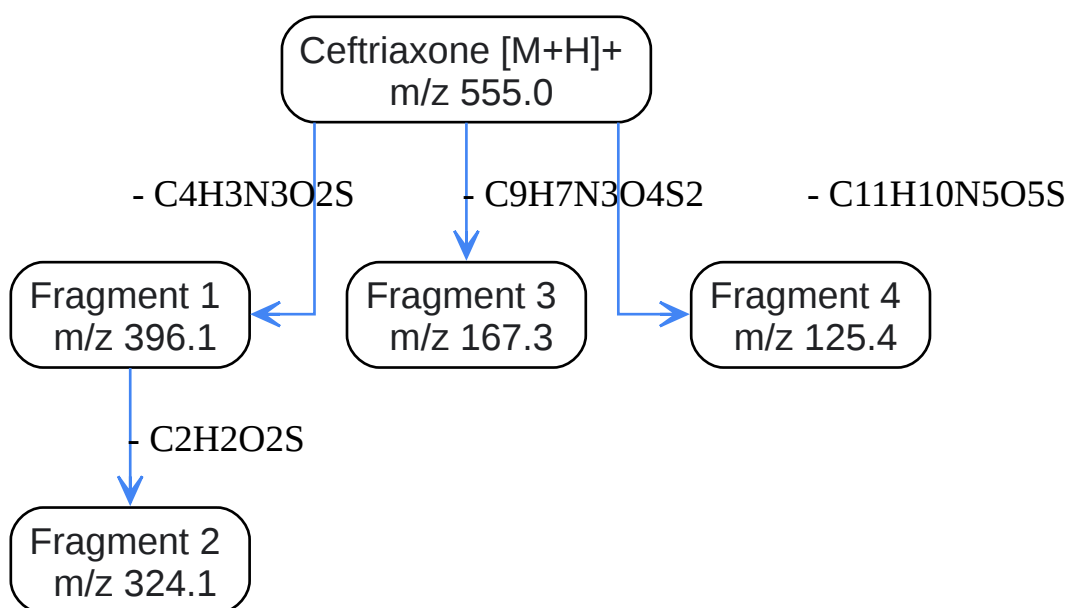 Ceftriaxone [M+H]+
m/z 555.0
- C4H3N3O2S
- C9H7N3O4S2
- C11H10N5O5S
Fragment 1
m/z 396.1
Fragment 3
m/z 167.3
Fragment 4
m/z 125.4
- C2H2O2S
Fragment 2
m/z 324.1